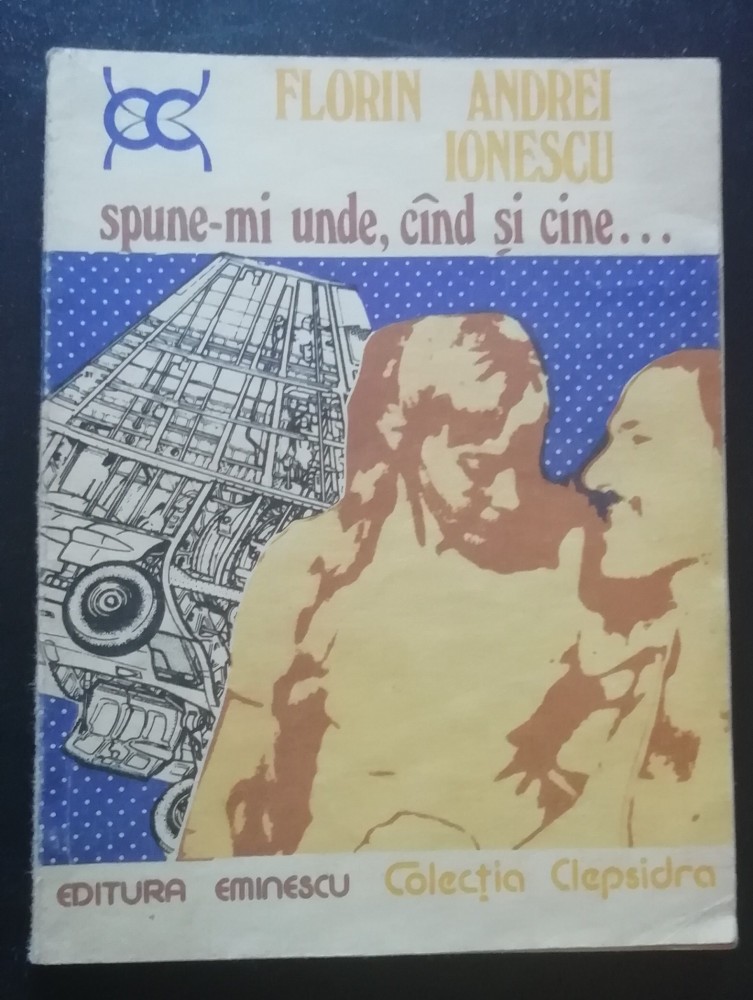 FLORIN ANDREI
IONESCU
spune-mi unde, cînd și cine...
EDITURA EMINESCU Colecția Clepsidra